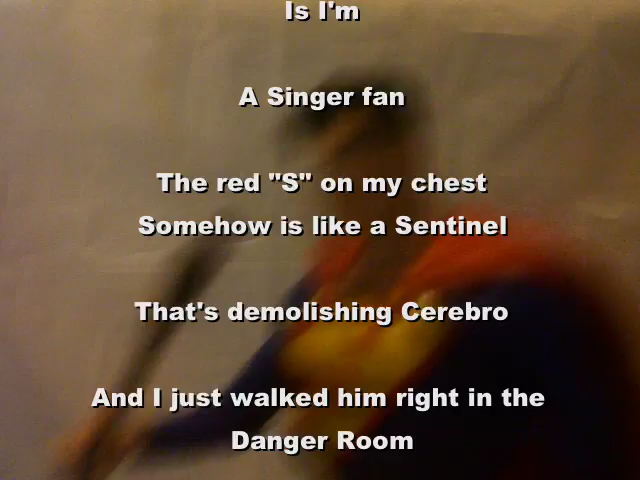 Is I'm
A Singer fan
The red "S" on my chest
Somehow is like a Sentinel
That's demolishing Cerebro
And I just walked him right in the
Danger Room